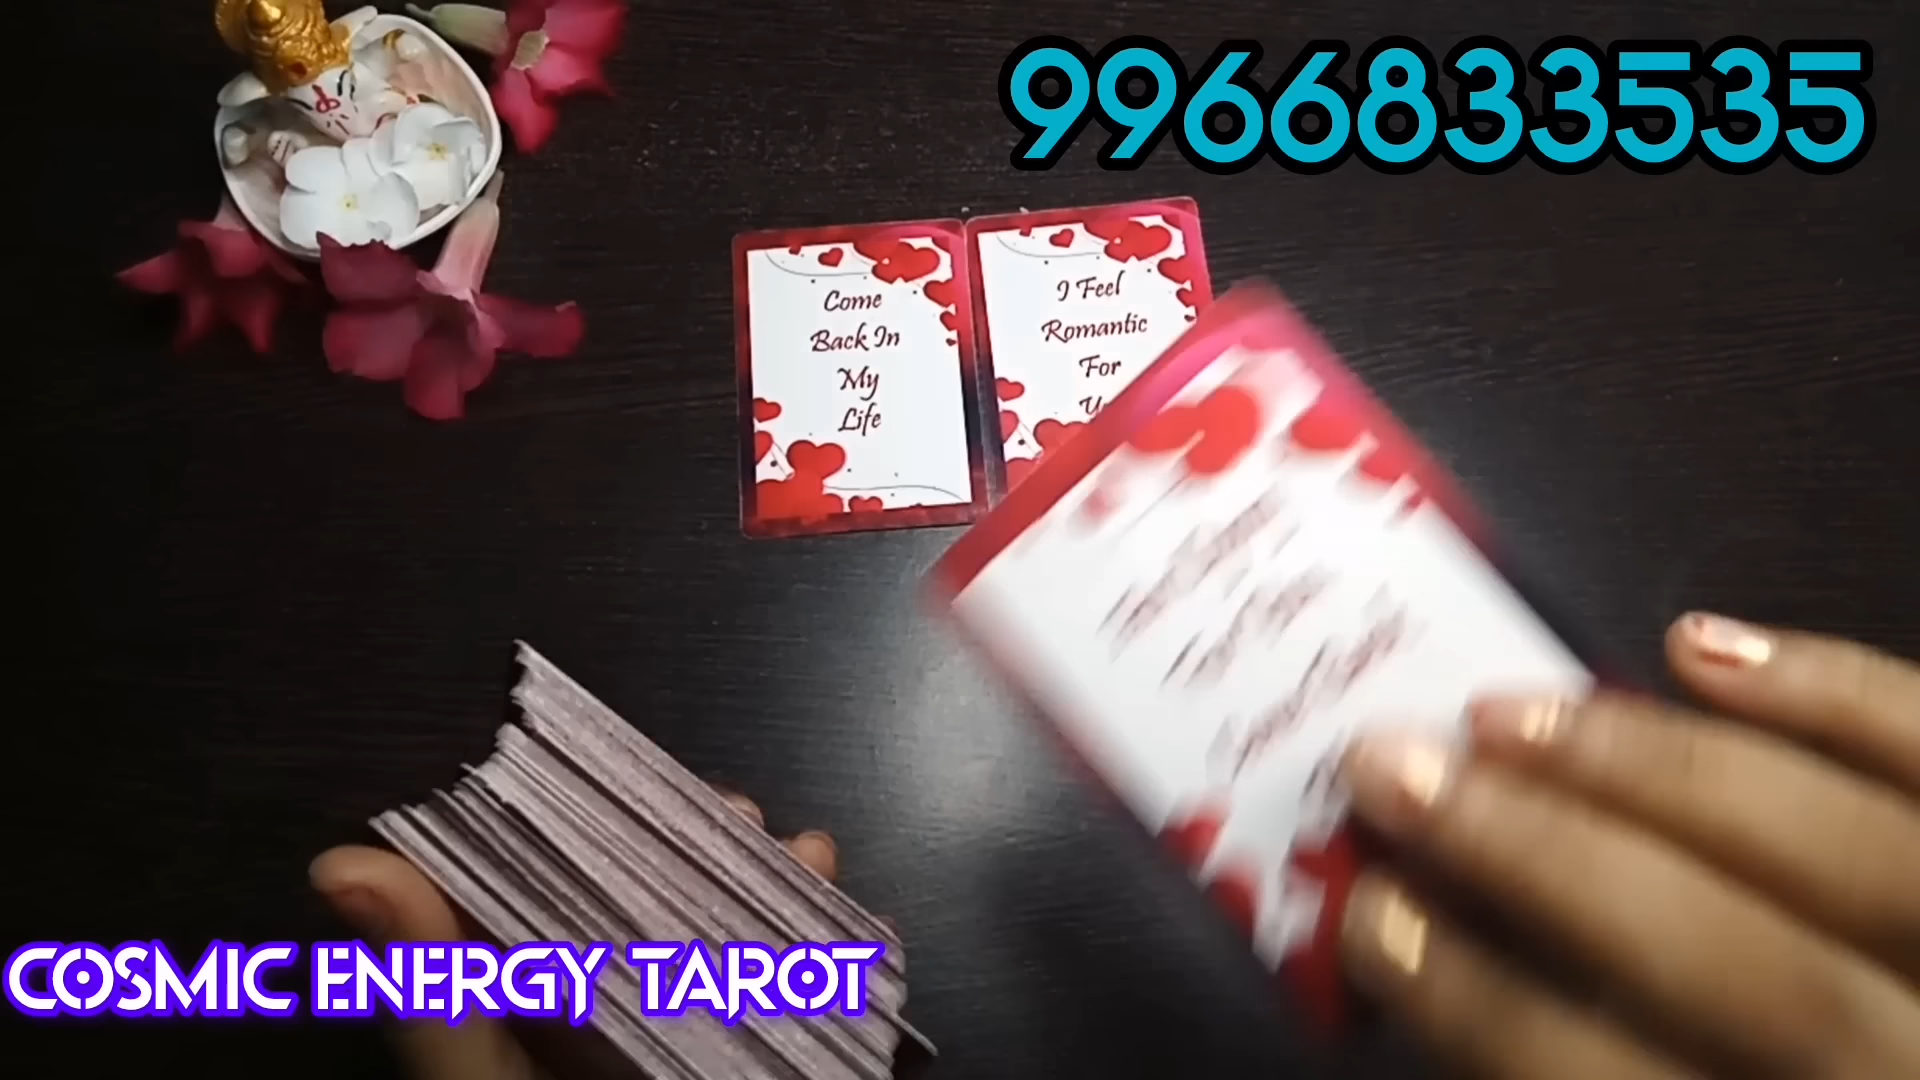 9966833535
Come
Back In
My
Life
I Feel
Romantic
For
COSMIC ENERGY TAROT